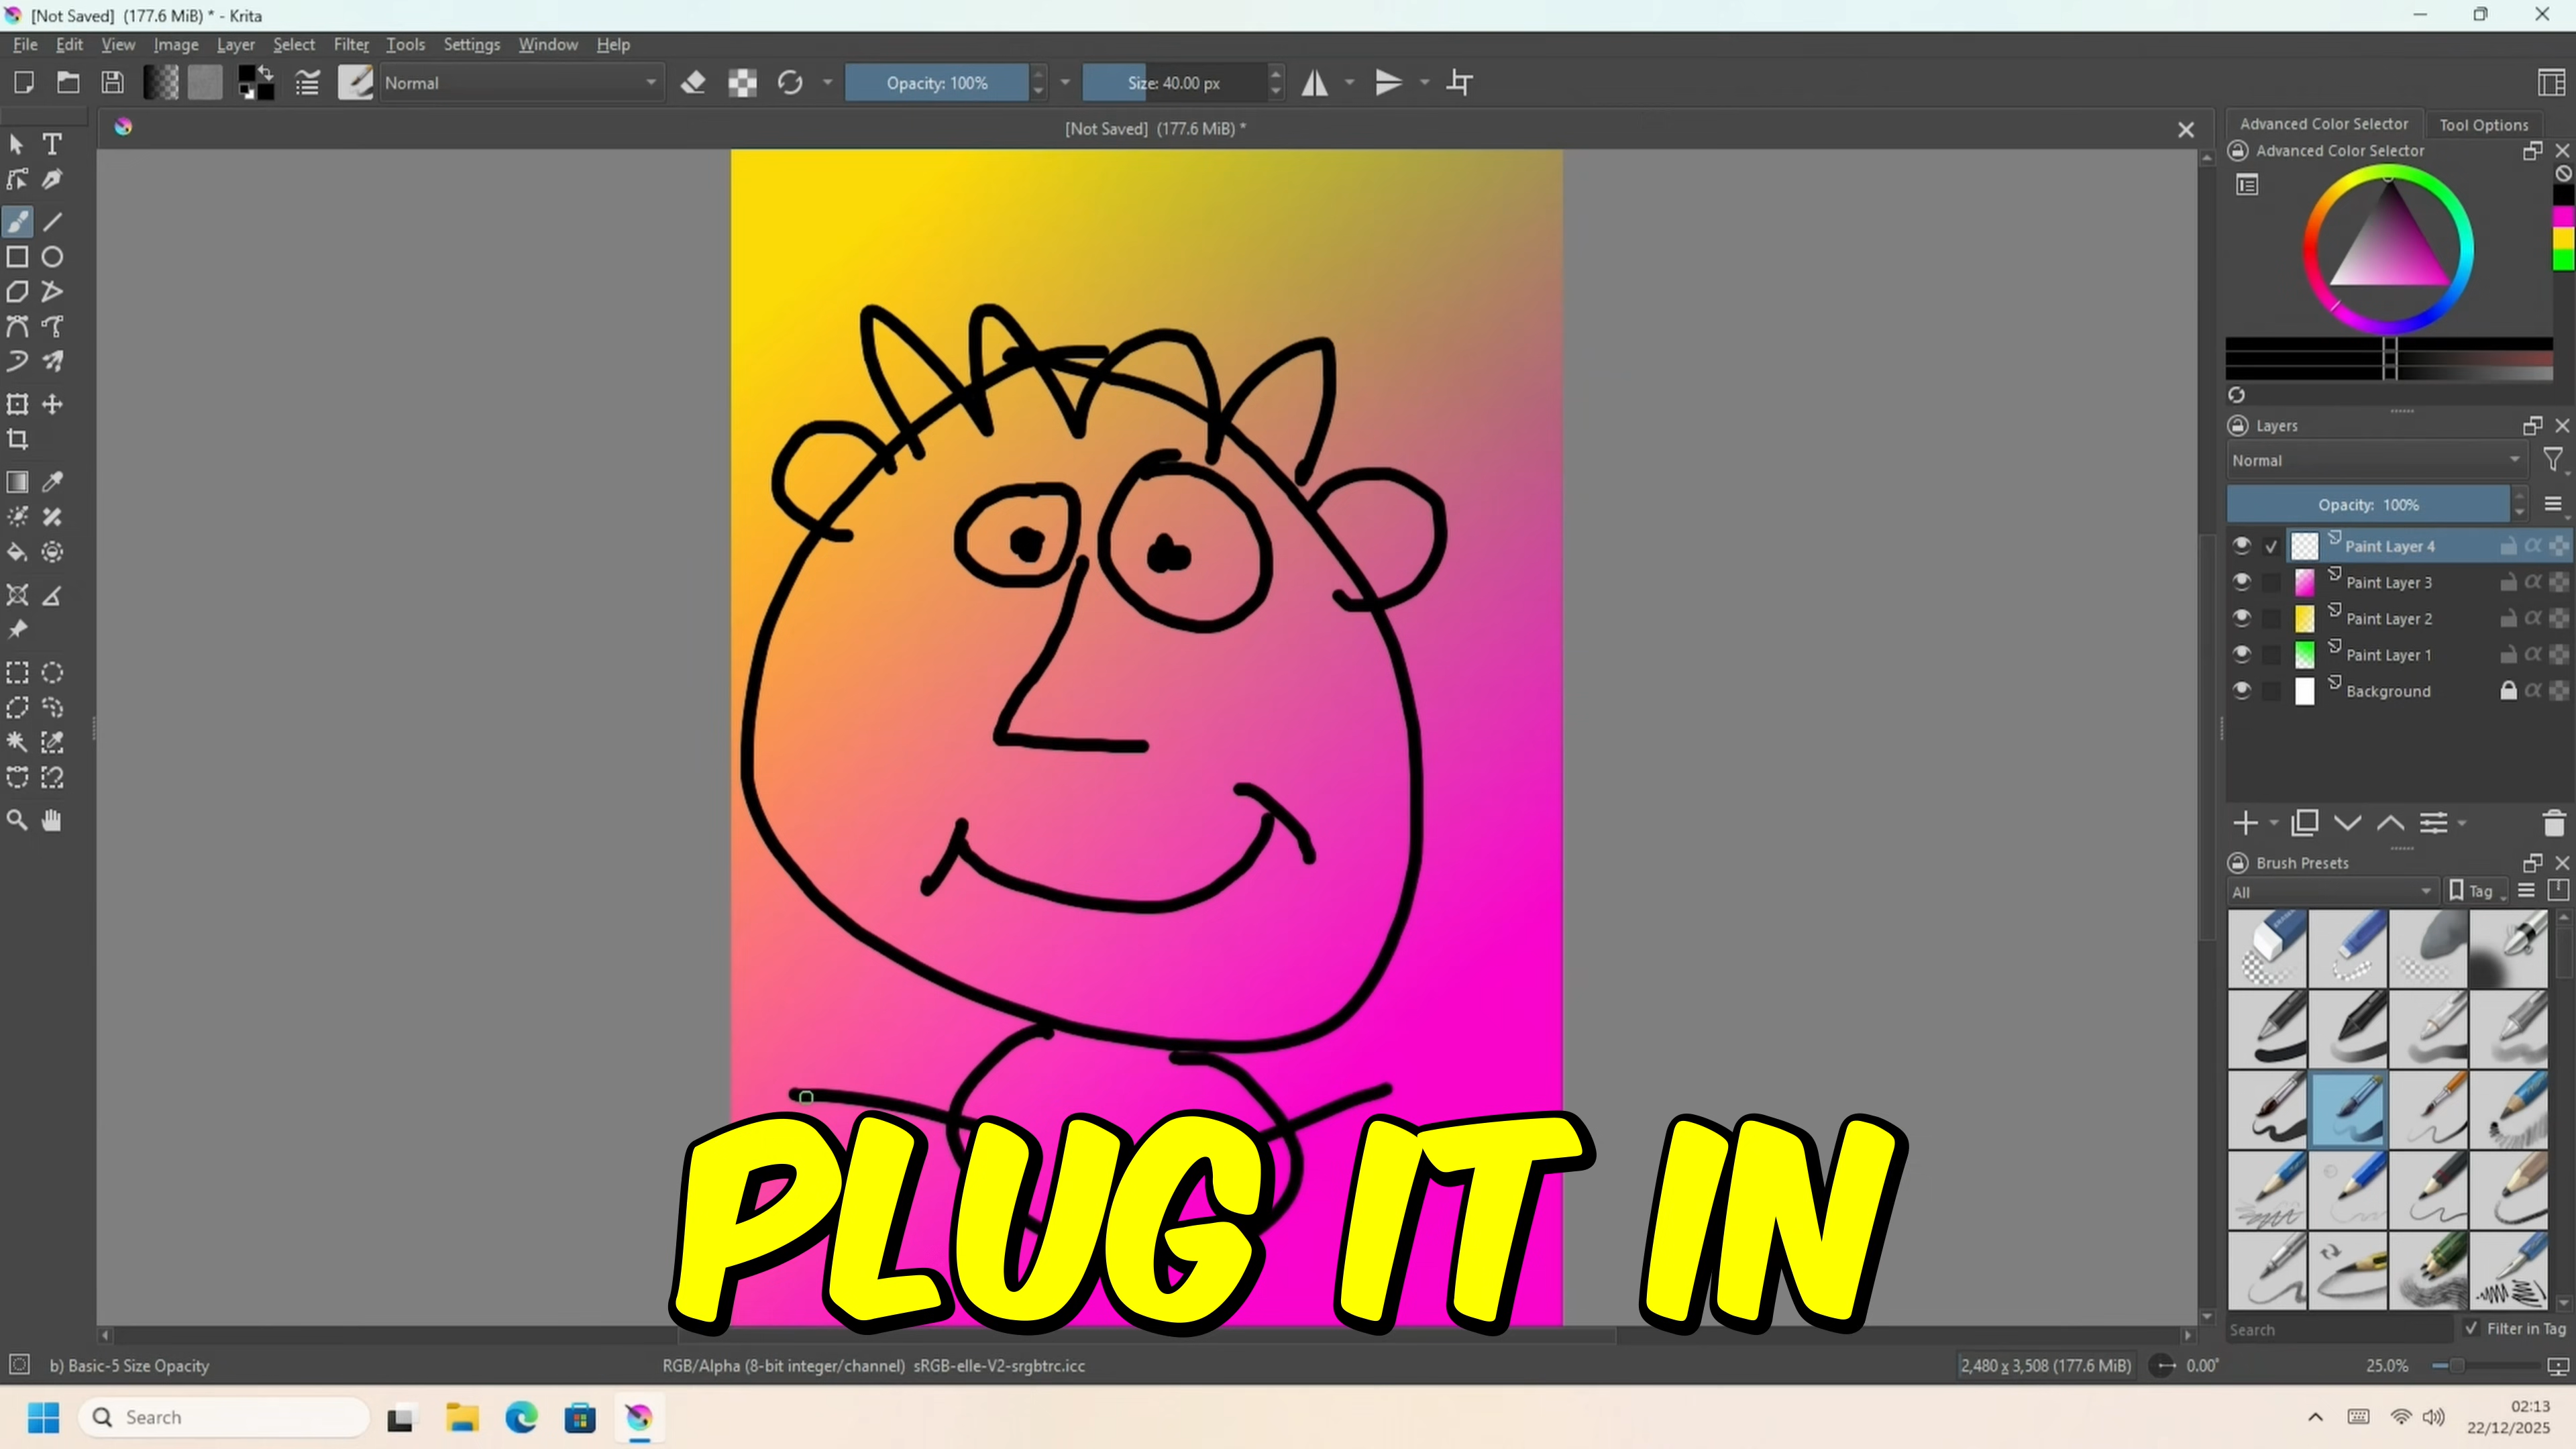 [Not Saved] (177.6 MiB) * - Krita
File Edit View Image Layer Select Filter Tools Settings Window Help
Normal Opacity: 100% Size: 40.00 px
[Not Saved] (177.6 MiB) *
Advanced Color Selector Tool Options
Advanced Color Selector
Layers
Normal
Opacity: 100%
Paint Layer 4
Paint Layer 3
Paint Layer 2
Paint Layer 1
Background
Brush Presets
All Tag
Search Filter in Tag
PLUG IT IN
b) Basic-5 Size Opacity RGB/Alpha (8-bit integer/channel) sRGB-elle-V2-srgbtrc.icc 2,480 x 3,508 (177.6 MiB) 0.00° 25.0%
Search
02:13
22/12/2025